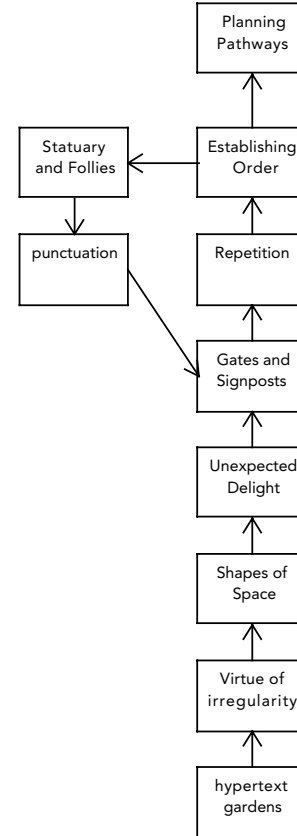 Planning
Pathways
Statuary
and Follies
Establishing
Order
punctuation
Repetition
Gates and
Signposts
Unexpected
Delight
Shapes of
Space
Virtue of
irregularity
hypertext
gardens